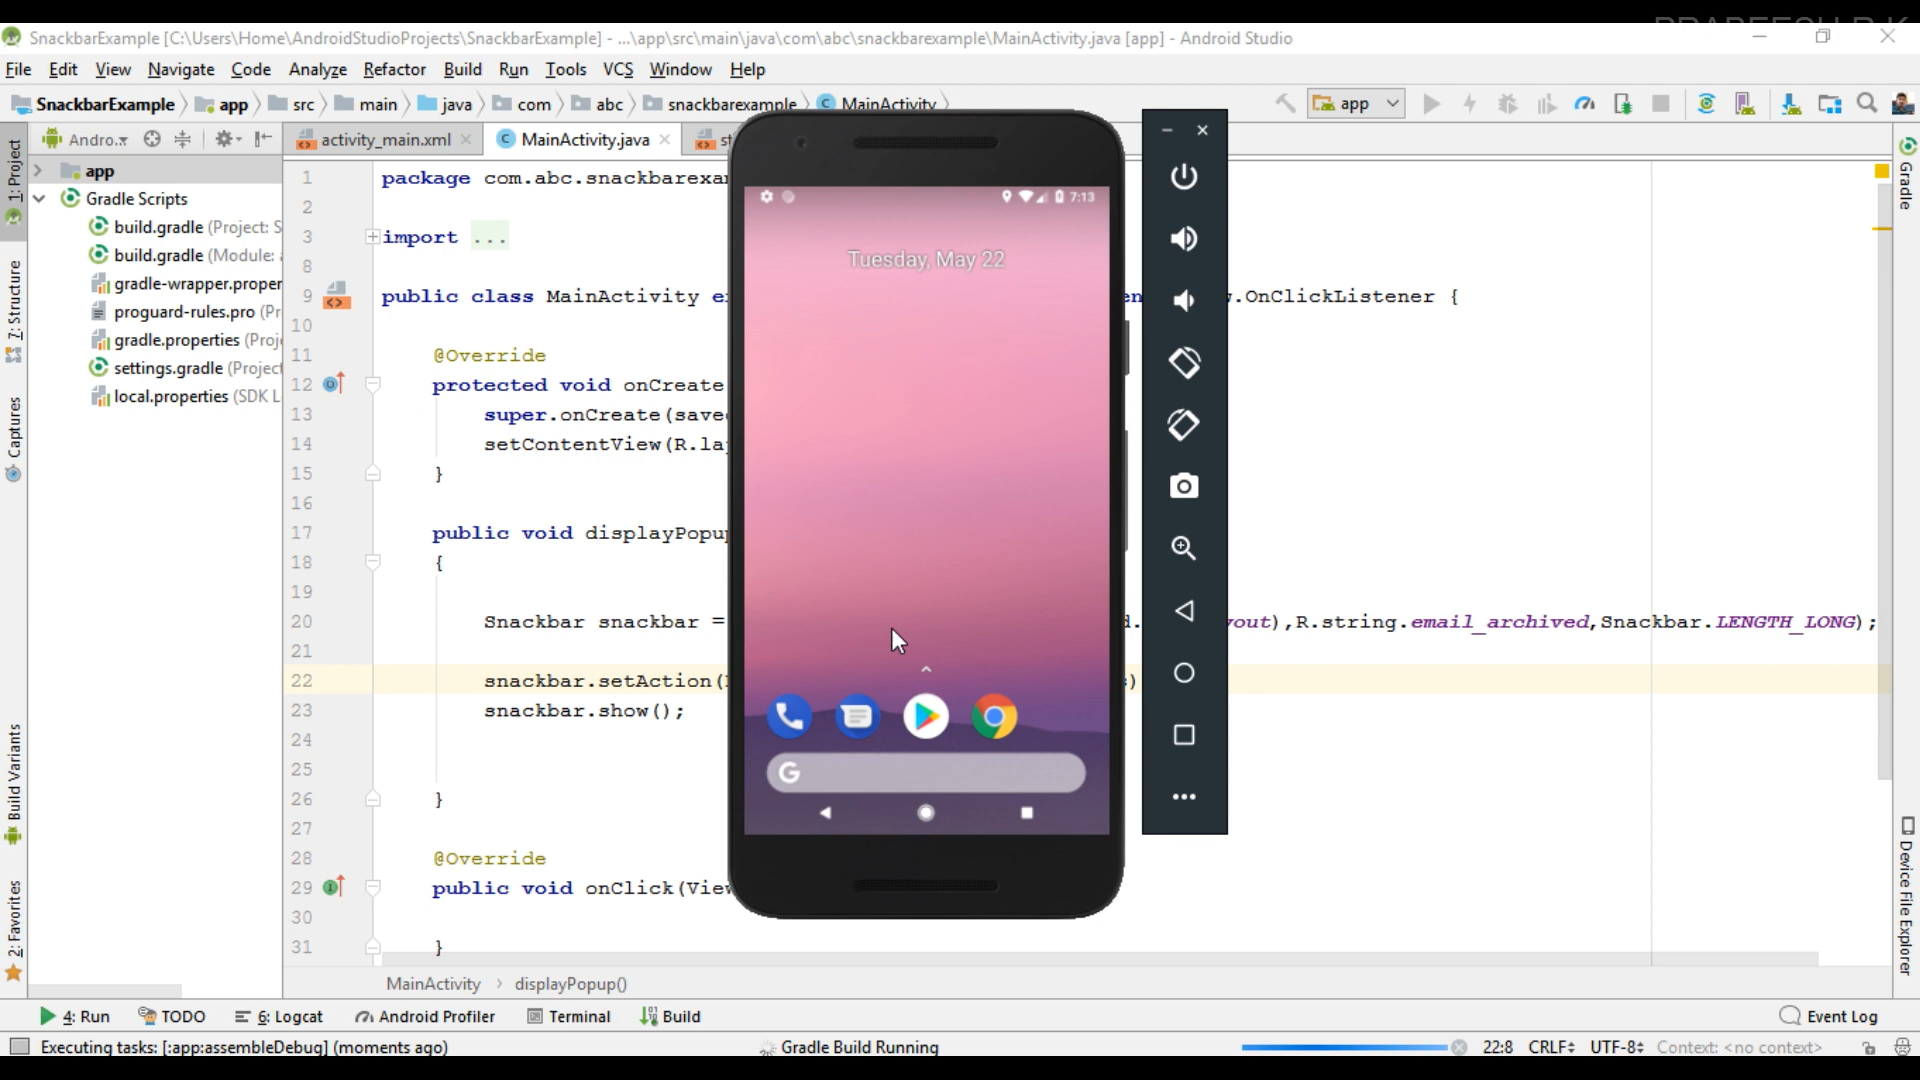 SnackbarExample [C:\Users\Home\AndroidStudioProjects\SnackbarExample] - ...\app\src\main\java\com\abc\snackbarexample\MainActivity.java [app] - Android Studio
File Edit View Navigate Code Analyze Refactor Build Run Tools VCS Window Help
SnackbarExample app src main java com abc snackbarexample MainActivity app
Andro.. activity_main.xml MainActivity.java
1: Project
7: Structure
Captures
Build Variants
2: Favorites
app
Gradle Scripts
build.gradle (Project: S
build.gradle (Module:
gradle-wrapper.proper
proguard-rules.pro (Pr
gradle.properties (Proj
settings.gradle (Project
local.properties (SDK L
1 package com.abc.snackbarexa
2
3 import ...
8
9 public class MainActivity e .OnClickListener {
10
11 @Override
12 protected void onCreate
13 super.onCreate(save
14 setContentView(R.la
15 }
16
17 public void displayPopu
18 {
19
20 Snackbar snackbar = d. out),R.string.email_archived,Snackbar.LENGTH_LONG);
21
22 snackbar.setAction( )
23 snackbar.show();
24
25
26 }
27
28 @Override
29 public void onClick(View
30
31 }
7:13
Tuesday, May 22
G
Gradle
Device File Explorer
MainActivity > displayPopup()
4: Run TODO 6: Logcat Android Profiler Terminal Build Event Log
Executing tasks: [:app:assembleDebug] (moments ago) Gradle Build Running 22:8 CRLF UTF-8 Context: <no context>